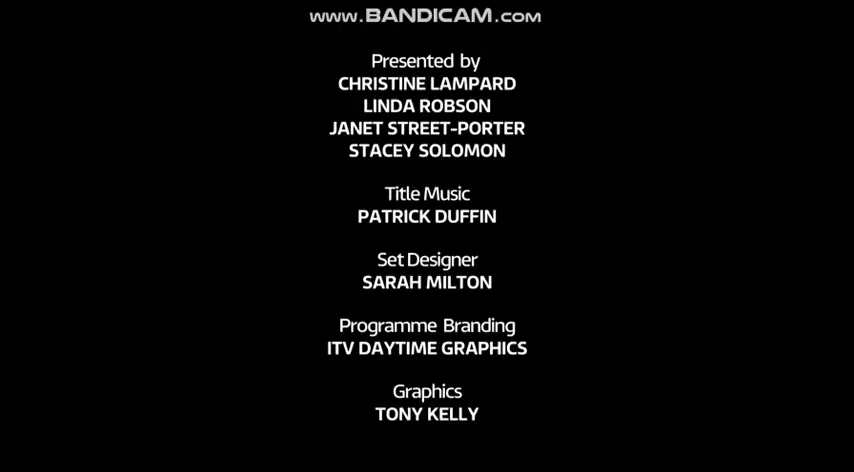 www.BANDICAM.com
Presented by
CHRISTINE LAMPARD
LINDA ROBSON
JANET STREET-PORTER
STACEY SOLOMON
Title Music
PATRICK DUFFIN
Set Designer
SARAH MILTON
Programme Branding
ITV DAYTIME GRAPHICS
Graphics
TONY KELLY